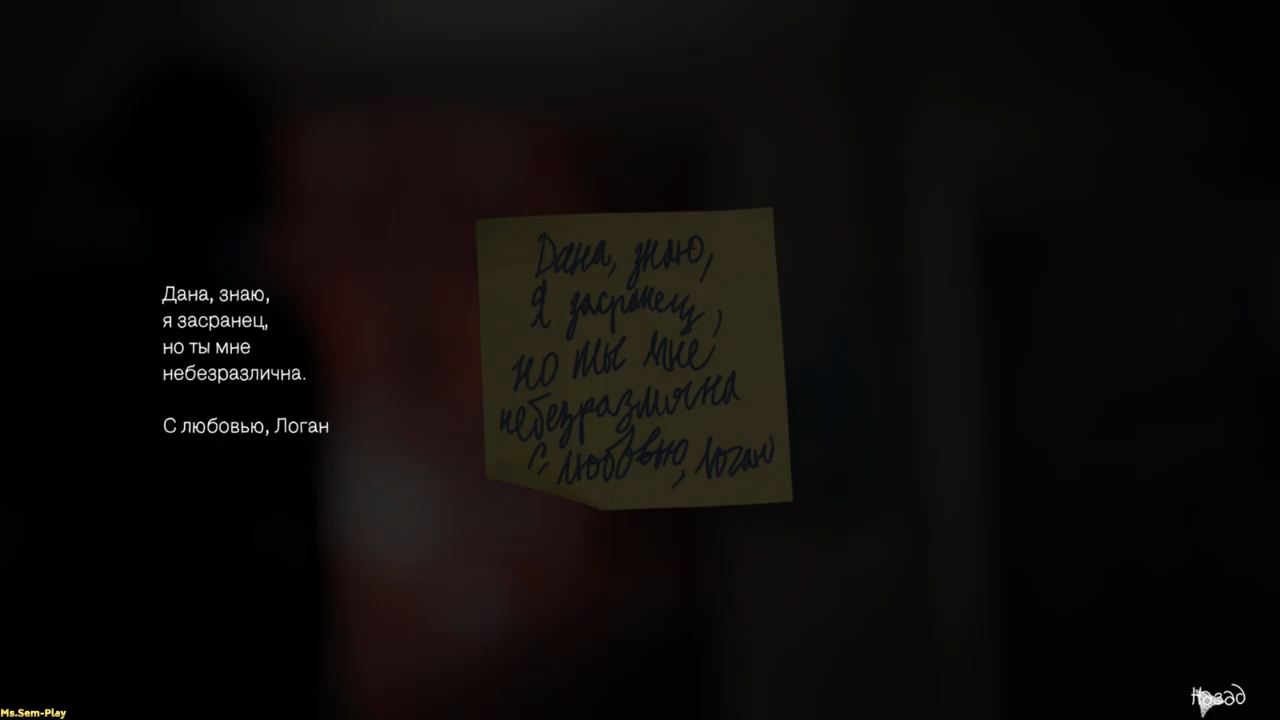 Дана, знаю,
я засранец,
но ты мне
небезразлична.
С любовью, Логан
Дана, знаю,
Я засранец,
но ты мне
небезразлична
С любовью, Логан
Назад
Ms.Sem-Play